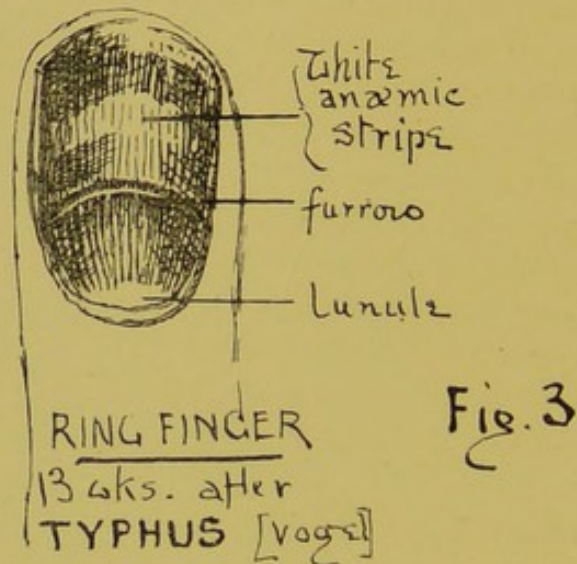 White
anæmic
stripe
furrow
Lunule
Fig. 3
RING FINGER
13 wks. after
TYPHUS [Vogel]